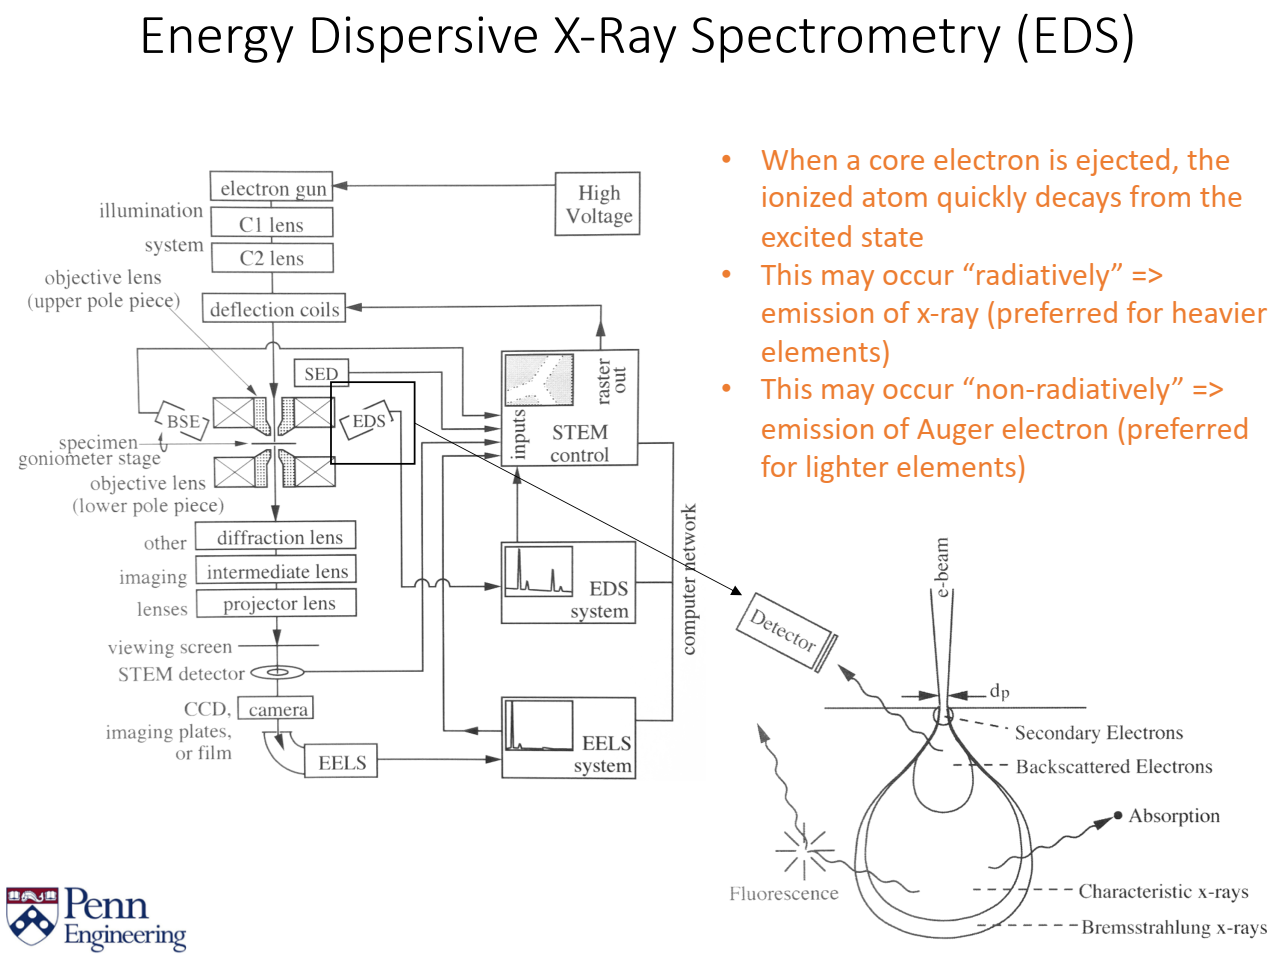 Energy Dispersive X-Ray Spectrometry (EDS)
• When a core electron is ejected, the
ionized atom quickly decays from the
excited state
• This may occur “radiatively” =>
emission of x-ray (preferred for heavier
elements)
• This may occur “non-radiatively” =>
emission of Auger electron (preferred
for lighter elements)
electron gun
High
Voltage
illumination
system
C1 lens
C2 lens
objective lens
(upper pole piece)
deflection coils
SED
raster
out
BSE
EDS
inputs
STEM
control
specimen
goniometer stage
objective lens
(lower pole piece)
other
imaging
lenses
diffraction lens
intermediate lens
projector lens
EDS
system
computer network
viewing screen
STEM detector
CCD,
imaging plates,
or film
camera
EELS
EELS
system
e-beam
Detector
dp
Secondary Electrons
Backscattered Electrons
Absorption
Fluorescence
Characteristic x-rays
Bremsstrahlung x-rays
Penn
Engineering